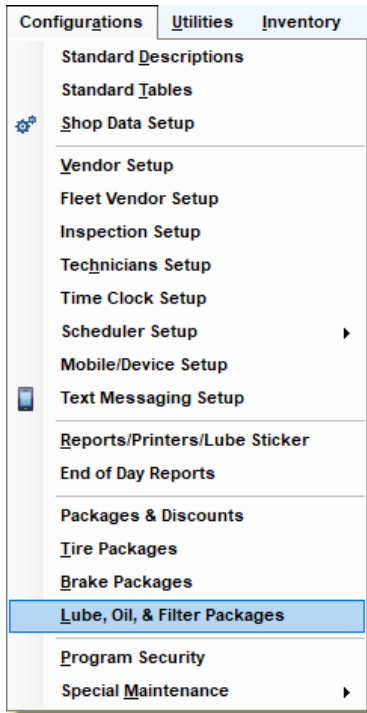 Configurations Utilities Inventory
Standard Descriptions
Standard Tables
Shop Data Setup
Vendor Setup
Fleet Vendor Setup
Inspection Setup
Technicians Setup
Time Clock Setup
Scheduler Setup
Mobile/Device Setup
Text Messaging Setup
Reports/Printers/Lube Sticker
End of Day Reports
Packages & Discounts
Tire Packages
Brake Packages
Lube, Oil, & Filter Packages
Program Security
Special Maintenance